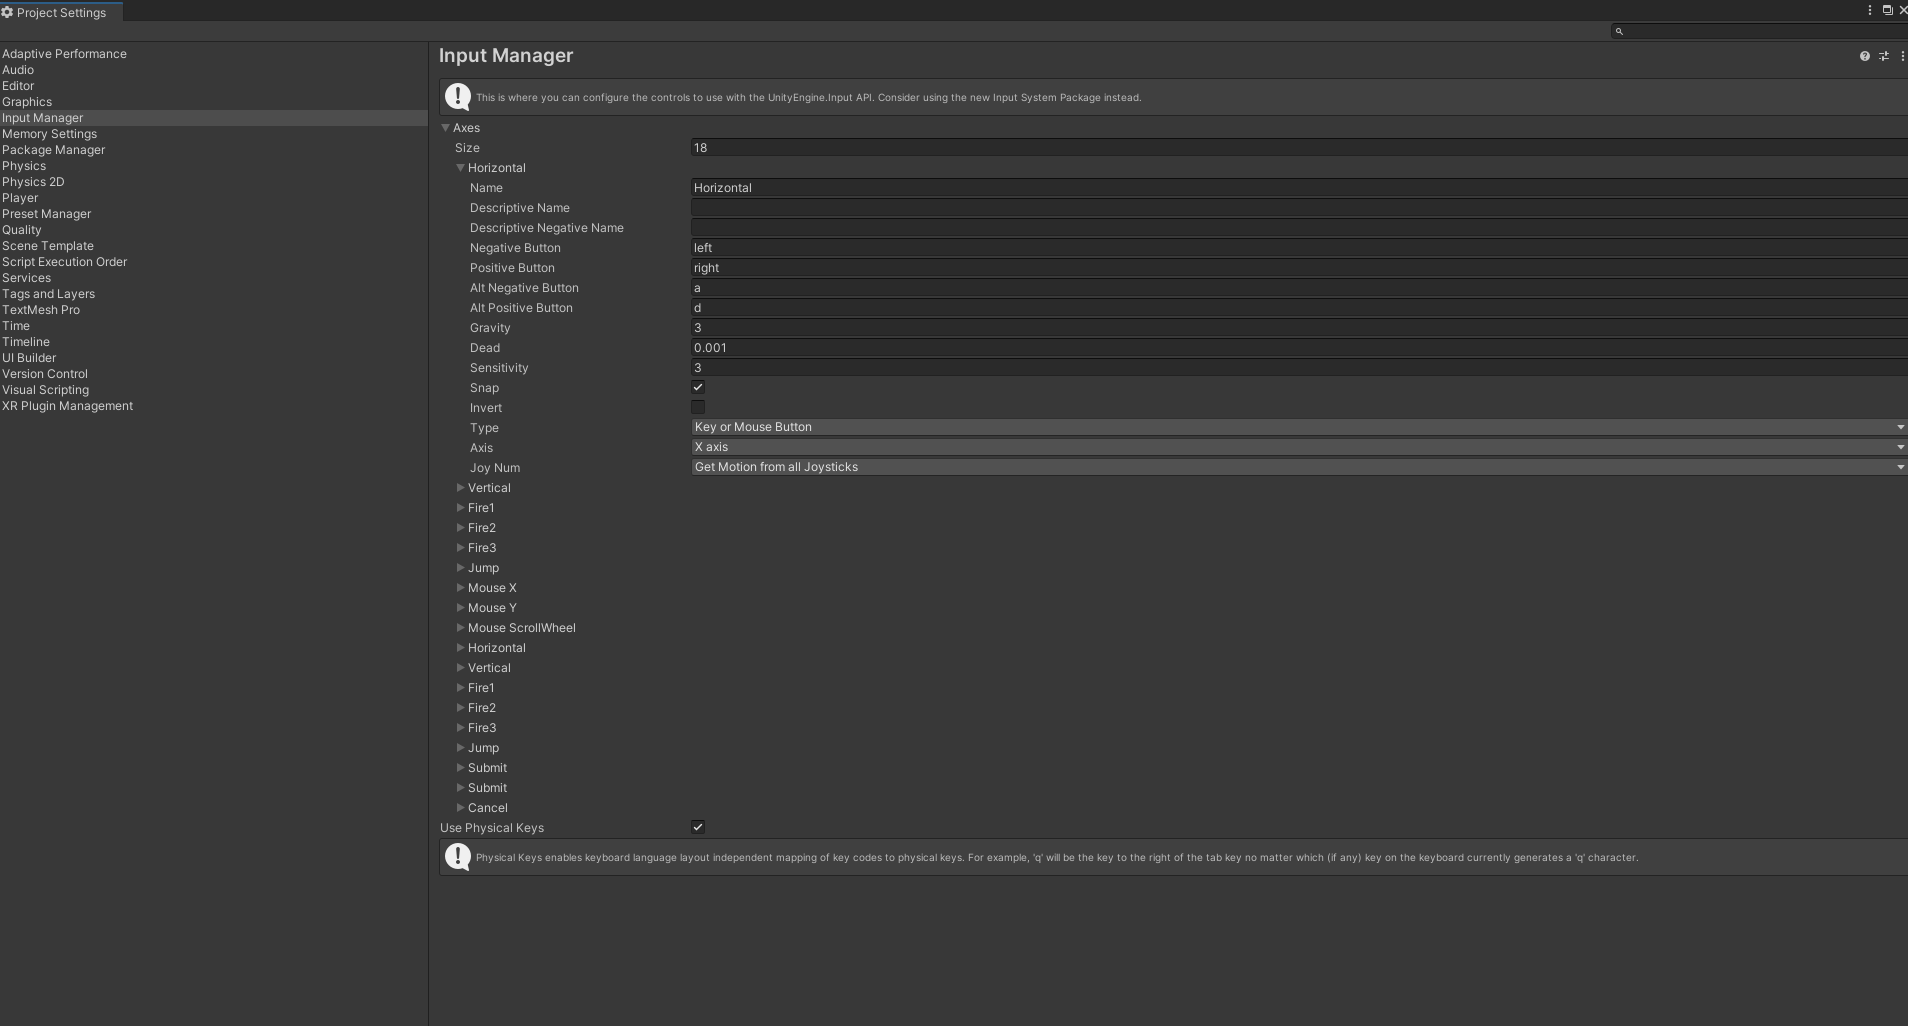 Project Settings
Adaptive Performance
Audio
Editor
Graphics
Input Manager
Memory Settings
Package Manager
Physics
Physics 2D
Player
Preset Manager
Quality
Scene Template
Script Execution Order
Services
Tags and Layers
TextMesh Pro
Time
Timeline
UI Builder
Version Control
Visual Scripting
XR Plugin Management
Input Manager
This is where you can configure the controls to use with the UnityEngine.Input API. Consider using the new Input System Package instead.
Axes
Size 18
Horizontal
Name Horizontal
Descriptive Name
Descriptive Negative Name
Negative Button left
Positive Button right
Alt Negative Button a
Alt Positive Button d
Gravity 3
Dead 0.001
Sensitivity 3
Snap
Invert
Type Key or Mouse Button
Axis X axis
Joy Num Get Motion from all Joysticks
Vertical
Fire1
Fire2
Fire3
Jump
Mouse X
Mouse Y
Mouse ScrollWheel
Horizontal
Vertical
Fire1
Fire2
Fire3
Jump
Submit
Submit
Cancel
Use Physical Keys
Physical Keys enables keyboard language layout independent mapping of key codes to physical keys. For example, 'q' will be the key to the right of the tab key no matter which (if any) key on the keyboard currently generates a 'q' character.